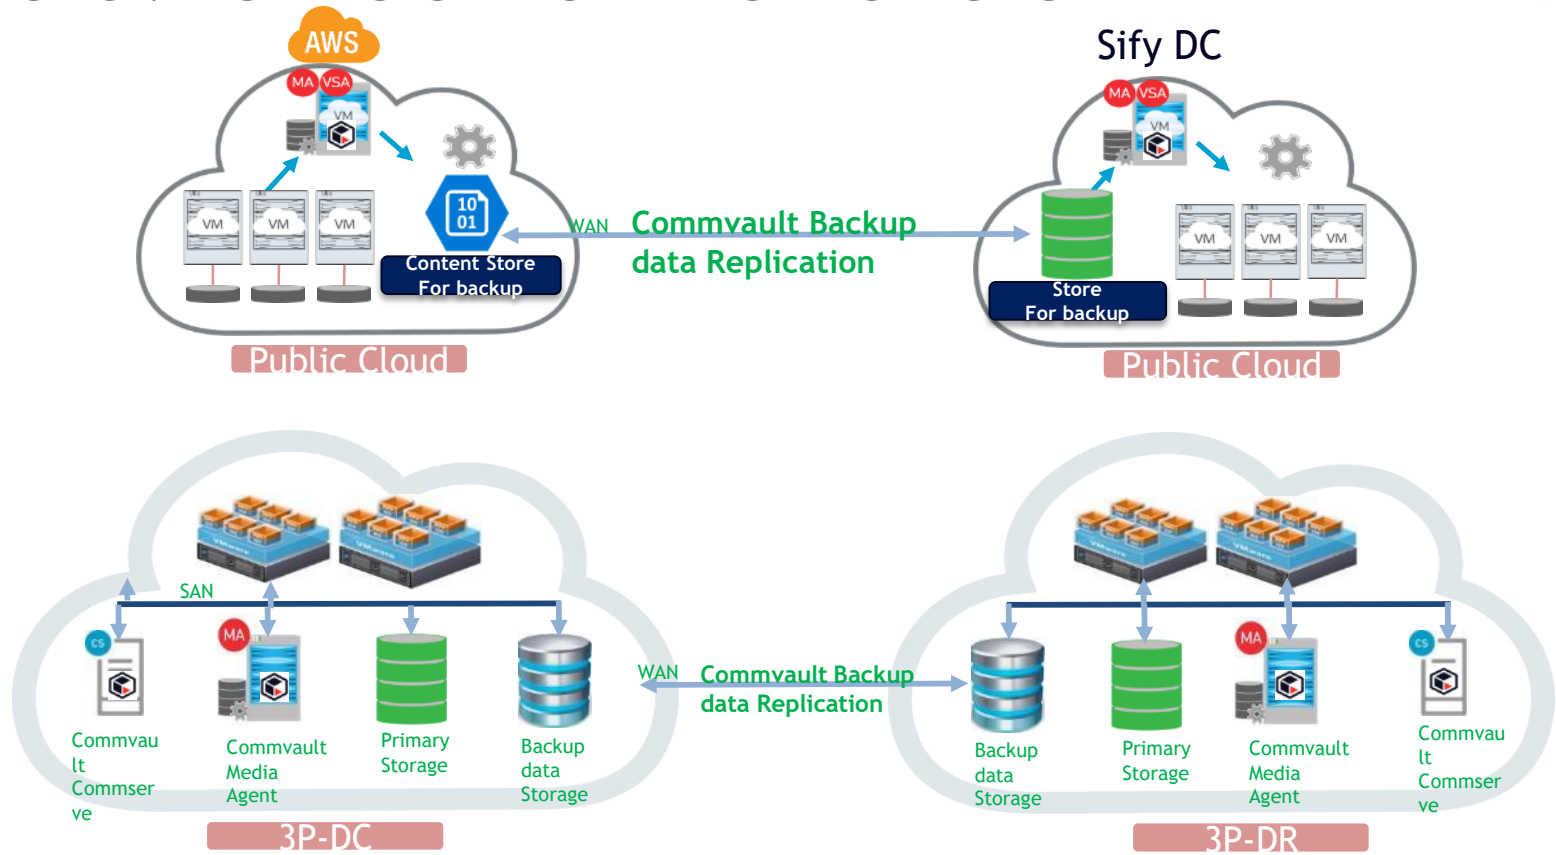 AWS
MA VSA
VM
VM VM VM
10
01
Content Store
For backup
Public Cloud
WAN
Commvault Backup
data Replication
Sify DC
MA VSA
VM
VM VM VM
Store
For backup
Public Cloud
VMware
SAN
CS
MA
Commvau
lt
Commser
ve
Commvault
Media
Agent
Primary
Storage
Backup
data
Storage
3P-DC
WAN
Commvault Backup
data Replication
VMware VMware
MA
CS
Backup
data
Storage
Primary
Storage
Commvault
Media
Agent
Commvau
lt
Commser
ve
3P-DR